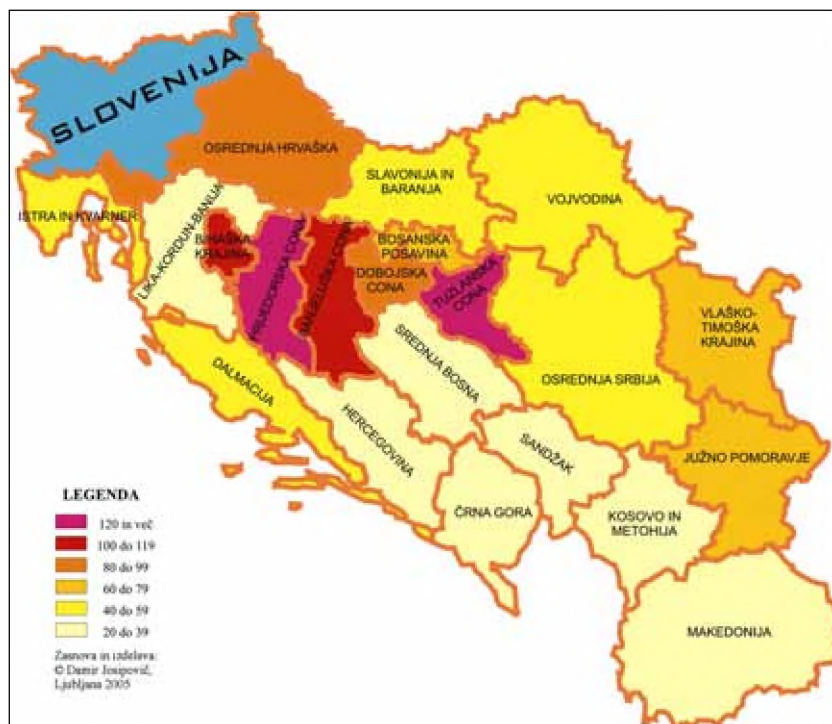 SLOVENIJA
OSREDNJA HRVAŠKA
SLAVONIJA IN
BARANJA
VOJVODINA
ISTRA IN KVARNER
LIKA-KORDUN-BANIJA
BIHAŠKA
KRAJINA
PRIJEDORSKA CONA
BANJELUŠKA CONA
BOSANSKA
POSAVINA
DOBOJSKA
CONA
TUZLANSKA
CONA
VLAŠKO-
TIMOŠKA
KRAJINA
SREDNJA BOSNA
OSREDNJA SRBIJA
DALMACIJA
HERCEGOVINA
SANDŽAK
JUŽNO POMORAVJE
ČRNA GORA
KOSOVO IN
METOHIJA
MAKEDONIJA
LEGENDA
120 in več
100 do 119
80 do 99
60 do 79
40 do 59
20 do 39
Zasnova in izdelava:
© Damir Josipovič,
Ljubljana 2005